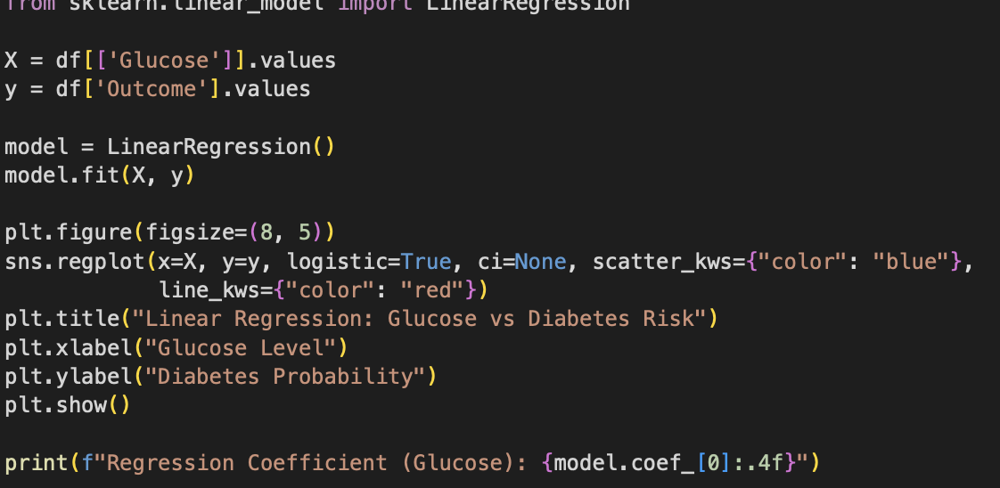 from sklearn.linear_model import LinearRegression
X = df[['Glucose']].values
y = df['Outcome'].values
model = LinearRegression()
model.fit(X, y)
plt.figure(figsize=(8, 5))
sns.regplot(x=X, y=y, logistic=True, ci=None, scatter_kws={"color": "blue"},
            line_kws={"color": "red"})
plt.title("Linear Regression: Glucose vs Diabetes Risk")
plt.xlabel("Glucose Level")
plt.ylabel("Diabetes Probability")
plt.show()
print(f"Regression Coefficient (Glucose): {model.coef_[0]:.4f}")